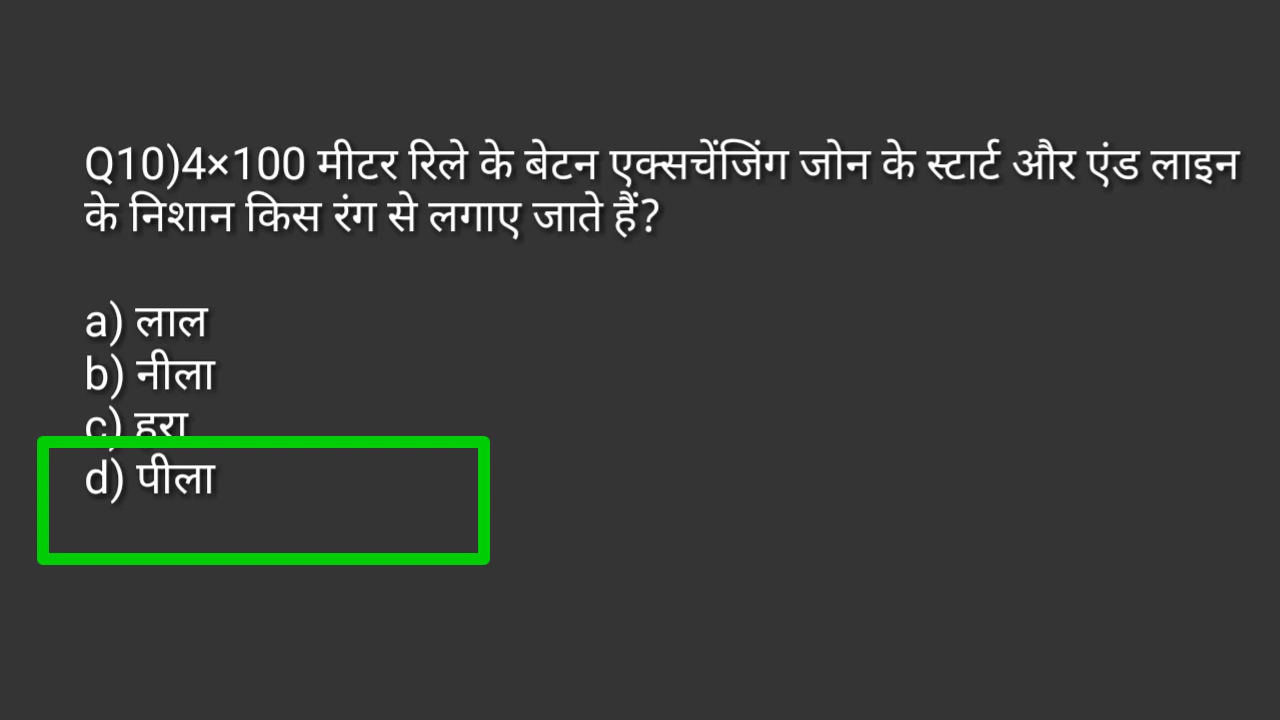 Q10)4×100 मीटर रिले के बेटन एक्सचेंजिंग जोन के स्टार्ट और एंड लाइन
के निशान किस रंग से लगाए जाते हैं?
a) लाल
b) नीला
c) हरा
d) पीला